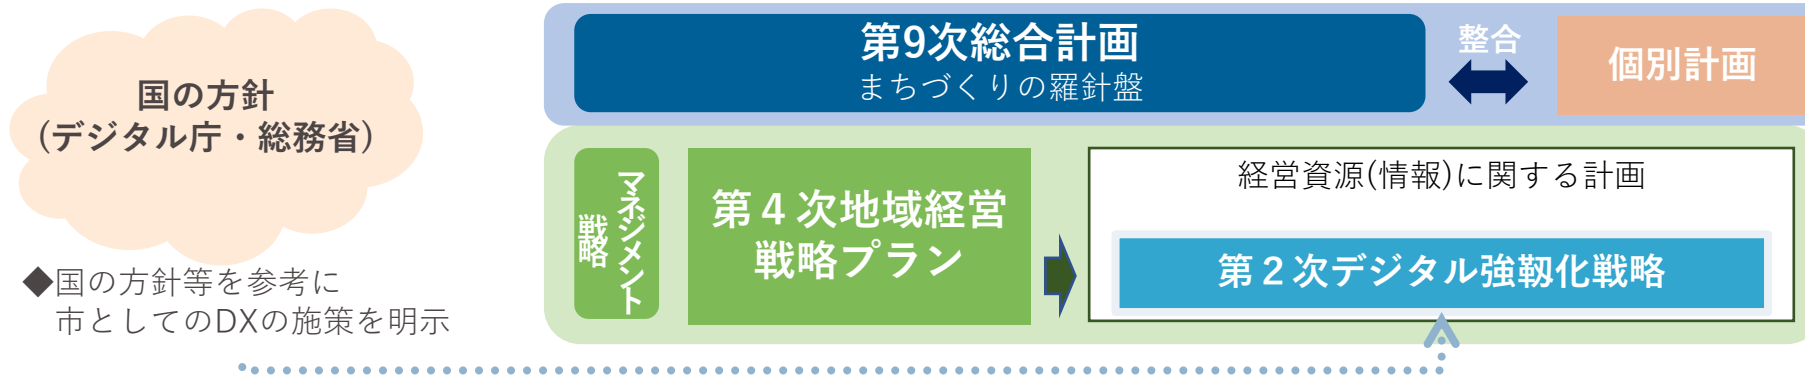 国の方針
(デジタル庁・総務省)
◆国の方針等を参考に
市としてのDXの施策を明示
第9次総合計画
まちづくりの羅針盤
整合
個別計画
マネジメント
戦略
第４次地域経営
戦略プラン
経営資源(情報)に関する計画
第２次デジタル強靱化戦略